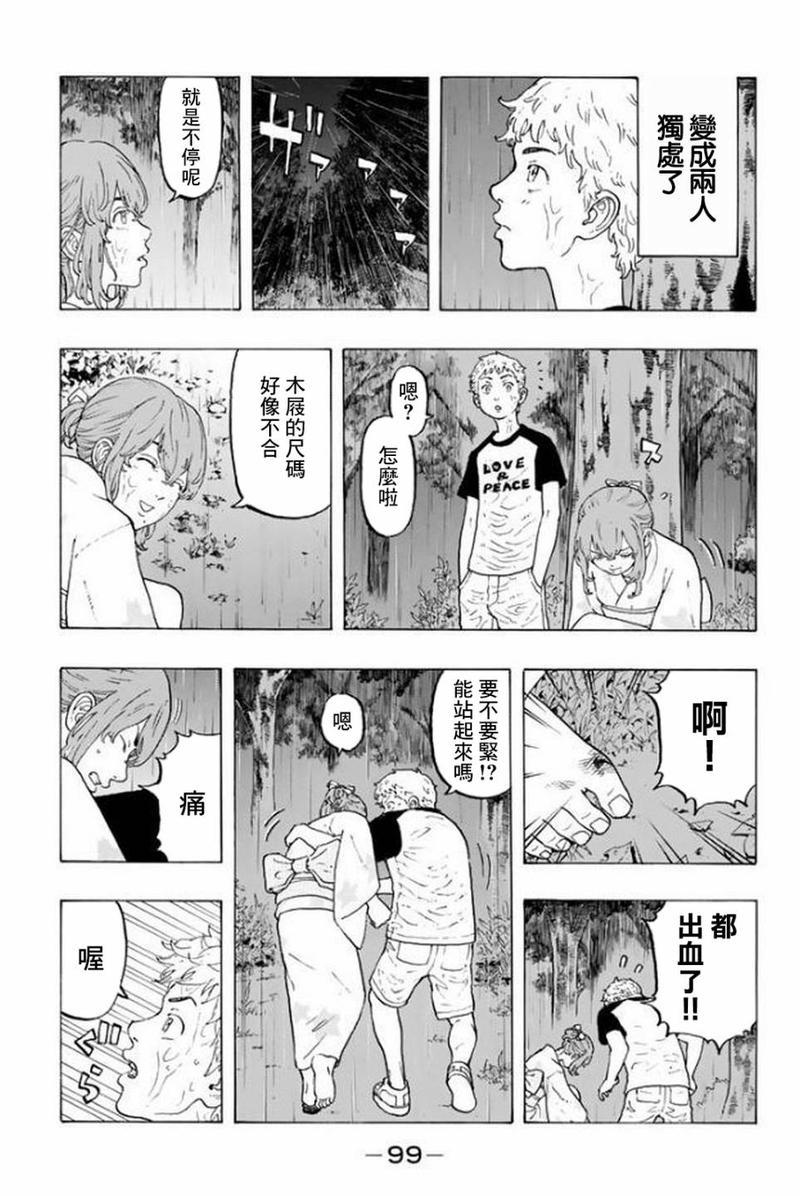 變成兩人
獨處了
ザァァァ
就是不停呢
嗯?
怎麼啦
LOVE
&
PEACE
木屐的尺碼
好像不合
啊!
都
出血了!!
要不要緊!?
能站起來嗎
嗯
痛
喔
ぐら
—99—